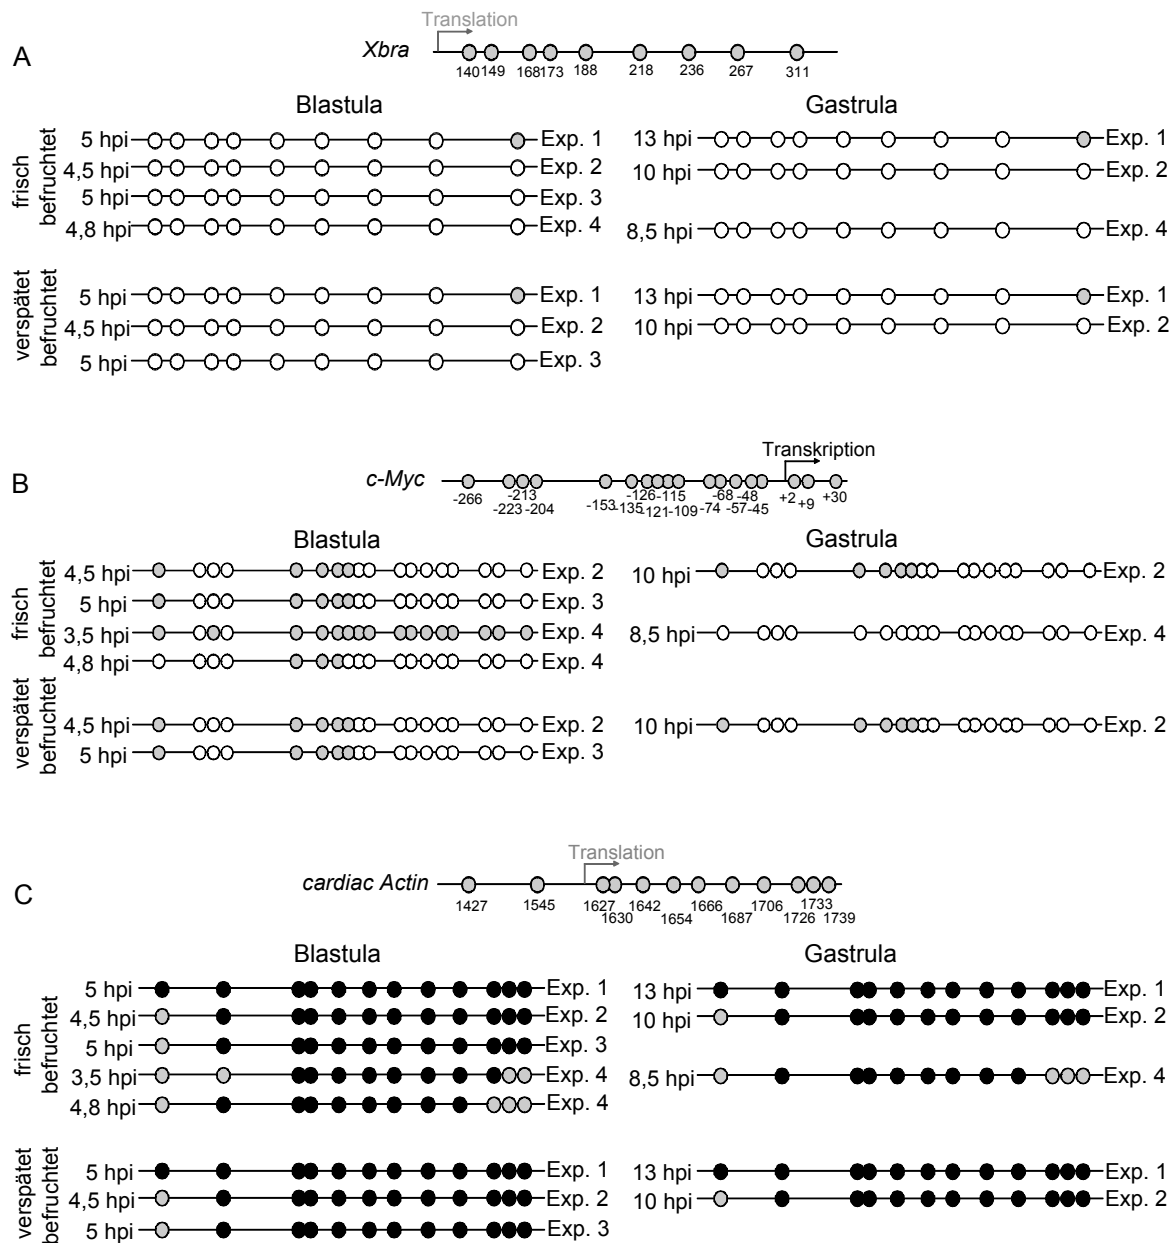 A
Translation
Xbra
140 149 168 173 188 218 236 267 311
Blastula
Gastrula
frisch befruchtet
5 hpi Exp. 1
13 hpi Exp. 1
4,5 hpi Exp. 2
10 hpi Exp. 2
5 hpi Exp. 3
4,8 hpi Exp. 4
8,5 hpi Exp. 4
verspätet befruchtet
5 hpi Exp. 1
13 hpi Exp. 1
4,5 hpi Exp. 2
10 hpi Exp. 2
5 hpi Exp. 3
B
Transkription
c-Myc
-266 -223 -213 -204 -153 -135 -126 -121 -115 -109 -74 -68 -57 -48 -45 +2 +9 +30
Blastula
Gastrula
frisch befruchtet
4,5 hpi Exp. 2
10 hpi Exp. 2
5 hpi Exp. 3
3,5 hpi Exp. 4
8,5 hpi Exp. 4
4,8 hpi Exp. 4
verspätet befruchtet
4,5 hpi Exp. 2
10 hpi Exp. 2
5 hpi Exp. 3
C
Translation
cardiac Actin
1427 1545 1627 1630 1642 1654 1666 1687 1706 1726 1733 1739
Blastula
Gastrula
frisch befruchtet
5 hpi Exp. 1
13 hpi Exp. 1
4,5 hpi Exp. 2
10 hpi Exp. 2
5 hpi Exp. 3
3,5 hpi Exp. 4
8,5 hpi Exp. 4
4,8 hpi Exp. 4
verspätet befruchtet
5 hpi Exp. 1
13 hpi Exp. 1
4,5 hpi Exp. 2
10 hpi Exp. 2
5 hpi Exp. 3